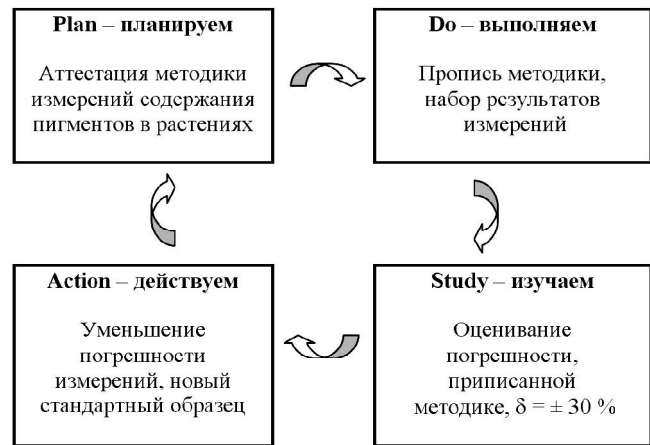 Plan – планируем
Аттестация методики
измерений содержания
пигментов в растениях
Do – выполняем
Пропись методики,
набор результатов
измерений
Action – действуем
Уменьшение
погрешности
измерений, новый
стандартный образец
Study – изучаем
Оценивание
погрешности,
приписанной
методике, δ = ± 30 %